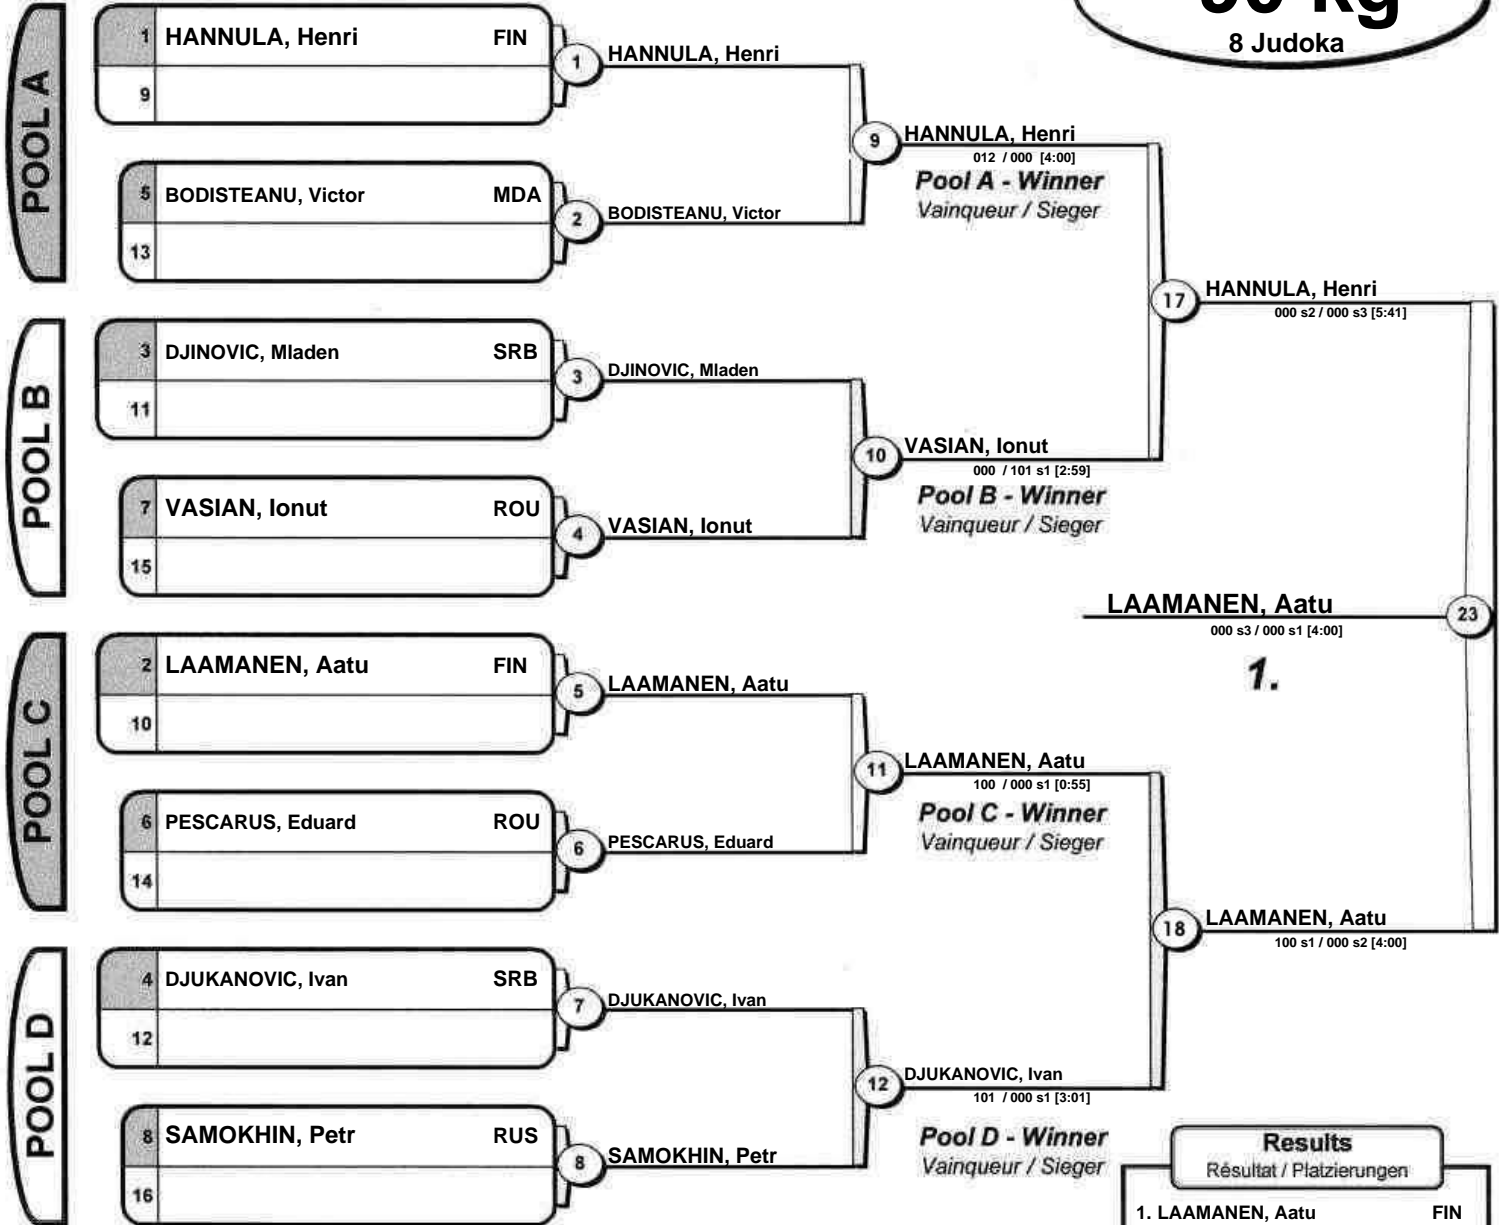 8 Judoka
POOL A
1 HANNULA, Henri FIN
9
1
HANNULA, Henri
5 BODISTEANU, Victor MDA
13
2
BODISTEANU, Victor
9
HANNULA, Henri
012 / 000 [4:00]
Pool A - Winner
Vainqueur / Sieger
POOL B
3 DJINOVIC, Mladen SRB
11
3
DJINOVIC, Mladen
7 VASIAN, Ionut ROU
15
4
VASIAN, Ionut
10
VASIAN, Ionut
000 / 101 s1 [2:59]
Pool B - Winner
Vainqueur / Sieger
17
HANNULA, Henri
000 s2 / 000 s3 [5:41]
POOL C
2 LAAMANEN, Aatu FIN
10
5
LAAMANEN, Aatu
6 PESCARUS, Eduard ROU
14
6
PESCARUS, Eduard
11
LAAMANEN, Aatu
100 / 000 s1 [0:55]
Pool C - Winner
Vainqueur / Sieger
POOL D
4 DJUKANOVIC, Ivan SRB
12
7
DJUKANOVIC, Ivan
8 SAMOKHIN, Petr RUS
16
8
SAMOKHIN, Petr
12
DJUKANOVIC, Ivan
101 / 000 s1 [3:01]
Pool D - Winner
Vainqueur / Sieger
18
LAAMANEN, Aatu
100 s1 / 000 s2 [4:00]
23
LAAMANEN, Aatu
000 s3 / 000 s1 [4:00]
1.
Results
Résultat / Platzierungen
1. LAAMANEN, Aatu FIN